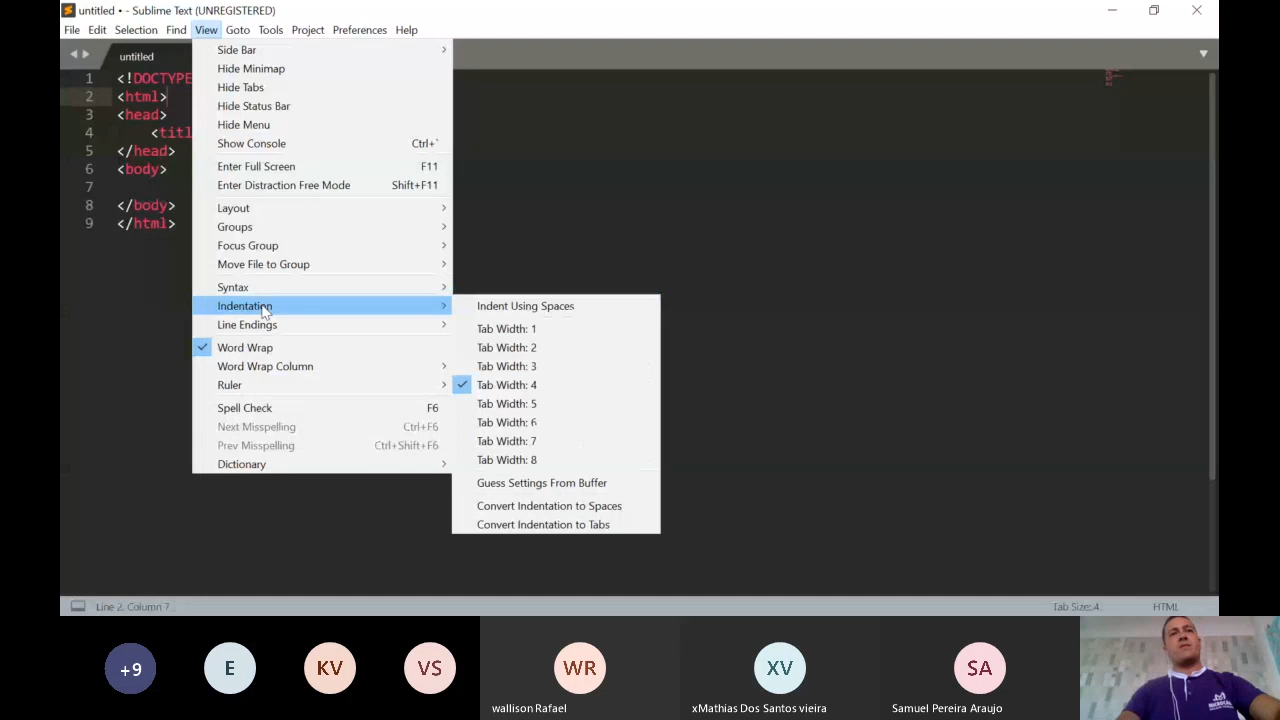 untitled • - Sublime Text (UNREGISTERED)
File Edit Selection Find View Goto Tools Project Preferences Help
untitled
1 <!DOCTYPE
2 <html>
3 <head>
4 <titl
5 </head>
6 <body>
7
8 </body>
9 </html>
Side Bar
Hide Minimap
Hide Tabs
Hide Status Bar
Hide Menu
Show Console Ctrl+`
Enter Full Screen F11
Enter Distraction Free Mode Shift+F11
Layout
Groups
Focus Group
Move File to Group
Syntax
Indentation
Line Endings
Word Wrap
Word Wrap Column
Ruler
Spell Check F6
Next Misspelling Ctrl+F6
Prev Misspelling Ctrl+Shift+F6
Dictionary
Indent Using Spaces
Tab Width: 1
Tab Width: 2
Tab Width: 3
Tab Width: 4
Tab Width: 5
Tab Width: 6
Tab Width: 7
Tab Width: 8
Guess Settings From Buffer
Convert Indentation to Spaces
Convert Indentation to Tabs
Line 2, Column 7
Tab Size: 4
HTML
+9
E
KV
VS
WR
XV
SA
wallison Rafael
xMathias Dos Santos vieira
Samuel Pereira Araujo